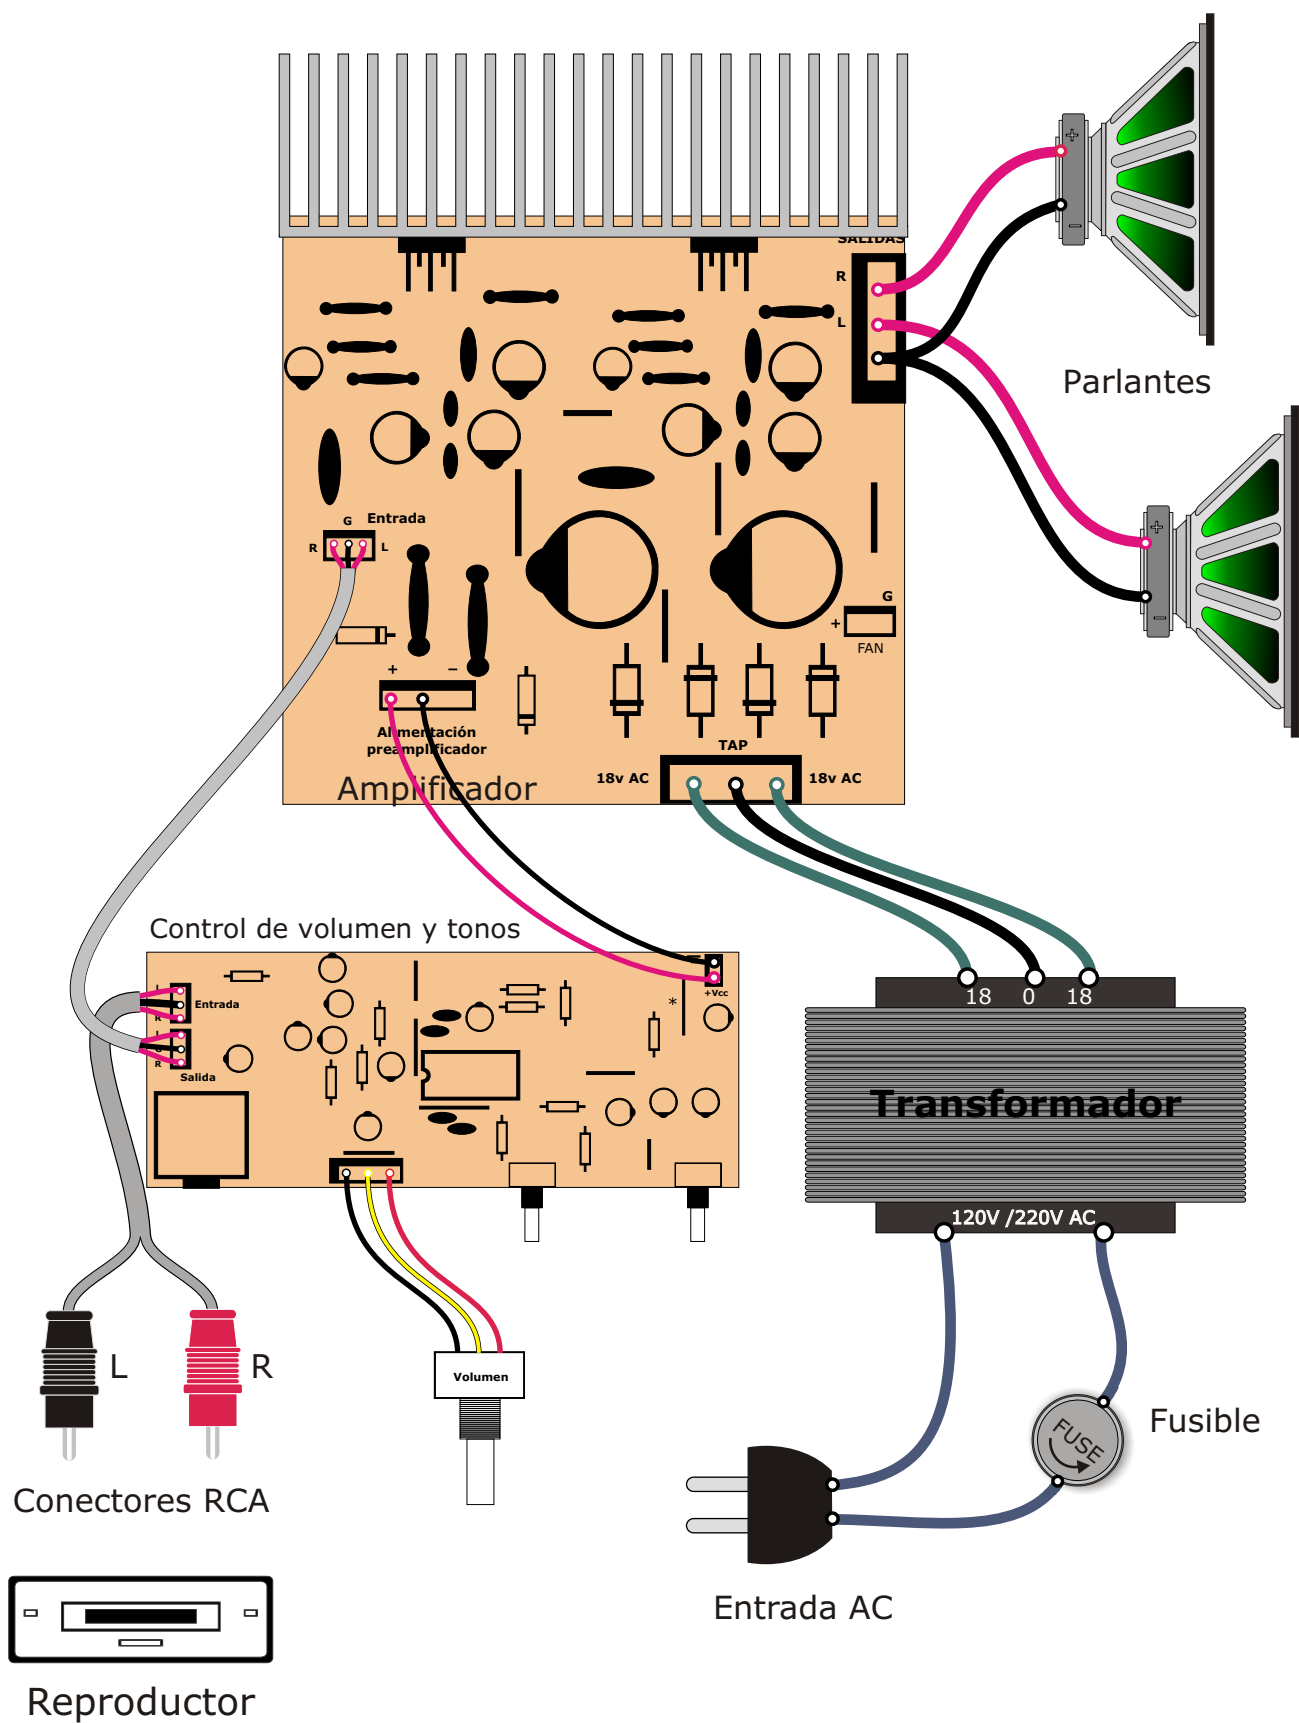 SALIDAS
R
L
+
−
Parlantes
+
−
G Entrada
R L
G
+
FAN
+ −
Alimentación
preamplificador
TAP
18v AC 18v AC
Amplificador
Control de volumen y tonos
+Vcc
*
Entrada
R
R
Salida
18 0 18
Transformador
120V /220V AC
L
R
Volumen
FUSE
Fusible
Conectores RCA
Entrada AC
Reproductor